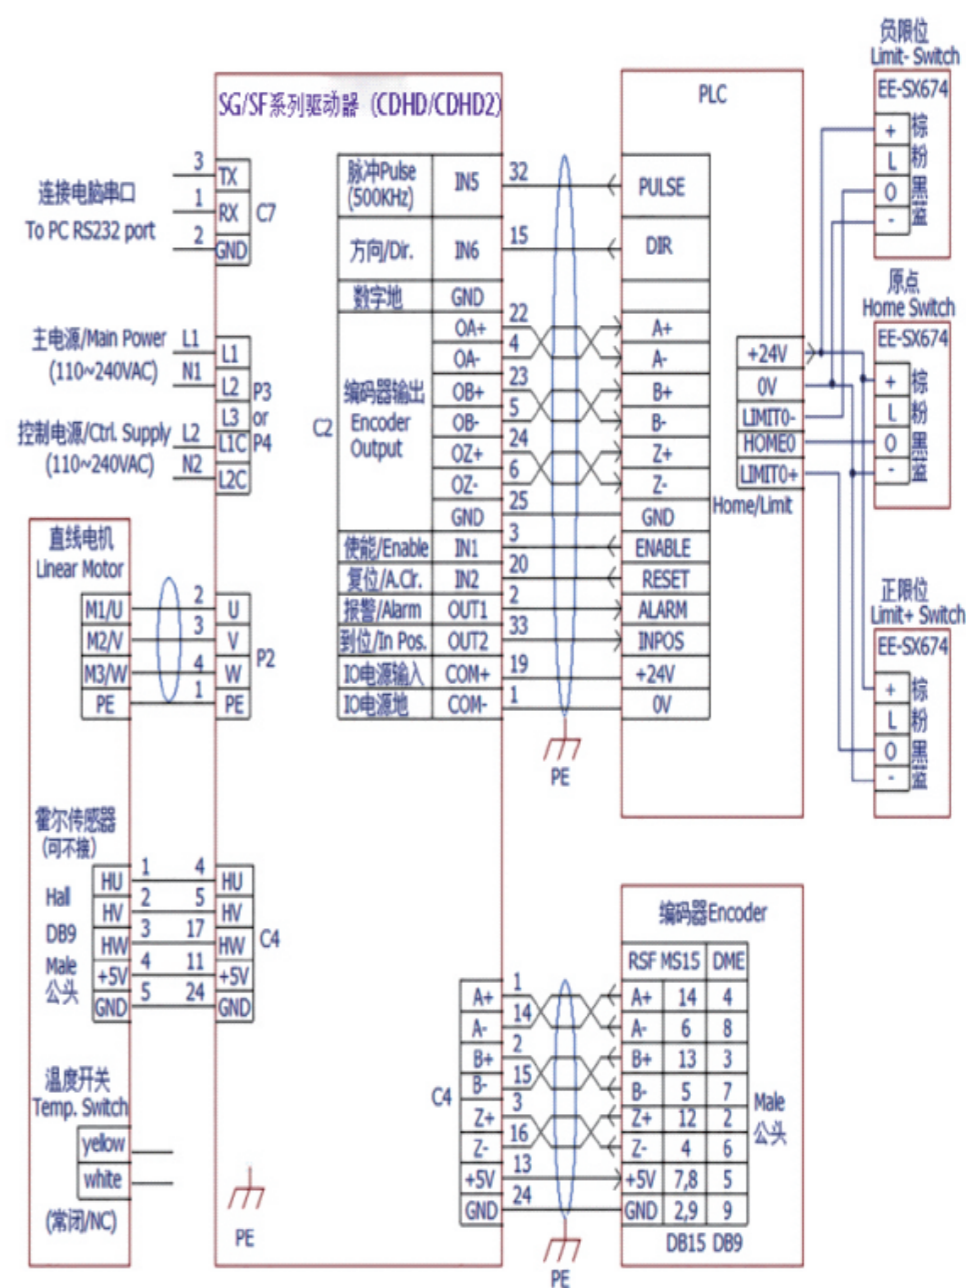 SG/SF系列驱动器 (CDHD/CDHD2)
连接电脑串口
To PC RS232 port
3
TX
1
RX
2
GND
C7
主电源/Main Power
(110~240VAC)
L1
N1
L1
L2
L3
控制电源/Ctrl. Supply
(110~240VAC)
L2
N2
L1C
L2C
P3
or
P4
直线电机
Linear Motor
M1/U 2 U
M2/V 3 V
M3/W 4 W
PE 1 PE
P2
霍尔传感器
(可不接)
Hall
DB9
Male
公头
HU 1 4 HU
HV 2 5 HV
HW 3 17 HW
+5V 4 11 +5V
GND 5 24 GND
C4
温度开关
Temp. Switch
yellow
white
(常闭/NC)
PE
C2
脉冲Pulse
(500KHz)
IN5 32 PULSE
方向/Dir. IN6 15 DIR
数字地 GND
编码器输出
Encoder
Output
OA+ 22 A+
OA- 4 A-
OB+ 23 B+
OB- 5 B-
OZ+ 24 Z+
OZ- 6 Z-
GND 25 GND
使能/Enable IN1 3 ENABLE
复位/A.Clr. IN2 20 RESET
报警/Alarm OUT1 2 ALARM
到位/In Pos. OUT2 33 INPOS
IO电源输入 COM+ 19 +24V
IO电源地 COM- 1 0V
PE
PLC
+24V
0V
LIMIT0-
HOME0
LIMIT0+
Home/Limit
负限位
Limit- Switch
EE-SX674
+ 棕
L 粉
O 黑
- 蓝
原点
Home Switch
EE-SX674
+ 棕
L 粉
O 黑
- 蓝
正限位
Limit+ Switch
EE-SX674
+ 棕
L 粉
O 黑
- 蓝
编码器Encoder
RSF MS15 DME
C4
A+ 1 A+ 14 4
A- 14 A- 6 8
B+ 2 B+ 13 3
B- 15 B- 5 7
Z+ 3 Z+ 12 2
Z- 16 Z- 4 6
+5V 13 +5V 7,8 5
GND 24 GND 2,9 9
Male
公头
DB15 DB9
PE